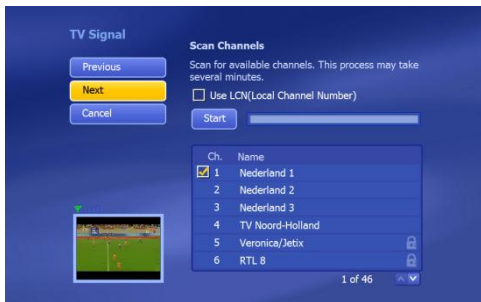 TV Signal
Previous
Next
Cancel
Scan Channels
Scan for available channels. This process may take
several minutes.
Use LCN(Local Channel Number)
Start
Ch. Name
1 Nederland 1
2 Nederland 2
3 Nederland 3
4 TV Noord-Holland
5 Veronica/Jetix
6 RTL 8
1 of 46